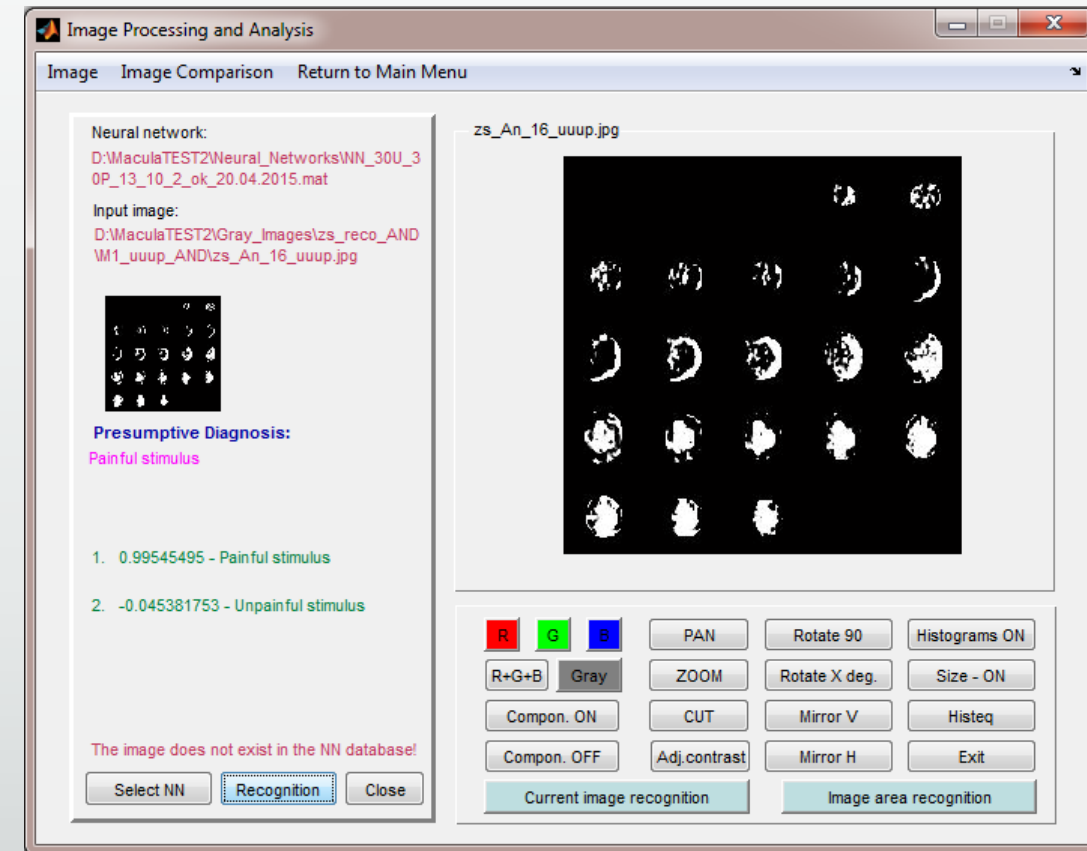 Image Processing and Analysis
Image Image Comparison Return to Main Menu
Neural network:
D:\MaculaTEST2\Neural_Networks\NN_30U_3
0P_13_10_2_ok_20.04.2015.mat
Input image:
D:\MaculaTEST2\Gray_Images\zs_reco_AND
\M1_uuup_AND\zs_An_16_uuup.jpg
Presumptive Diagnosis:
Painful stimulus
1. 0.99545495 - Painful stimulus
2. -0.045381753 - Unpainful stimulus
The image does not exist in the NN database!
Select NN Recognition Close
zs_An_16_uuup.jpg
R G B PAN Rotate 90 Histograms ON
R+G+B Gray ZOOM Rotate X deg. Size - ON
Compon. ON CUT Mirror V Histeq
Compon. OFF Adj.contrast Mirror H Exit
Current image recognition Image area recognition